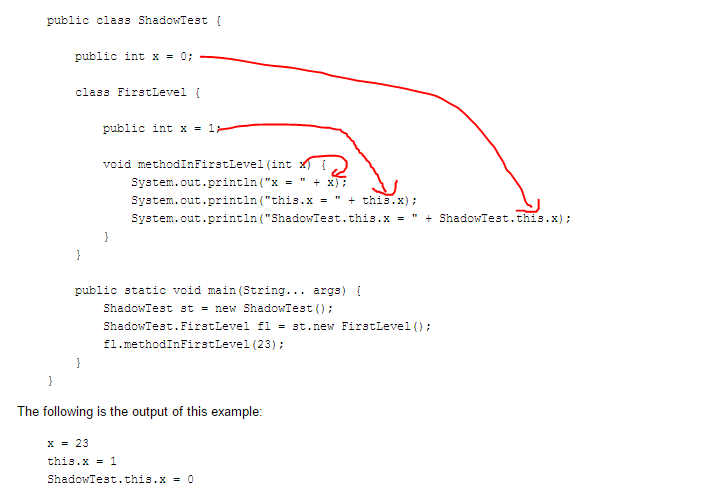 public class ShadowTest {
public int x = 0;
class FirstLevel {
public int x = 1;
void methodInFirstLevel(int x) {
System.out.println("x = " + x);
System.out.println("this.x = " + this.x);
System.out.println("ShadowTest.this.x = " + ShadowTest.this.x);
}
}
public static void main(String... args) {
ShadowTest st = new ShadowTest();
ShadowTest.FirstLevel fl = st.new FirstLevel();
fl.methodInFirstLevel(23);
}
}
The following is the output of this example:
x = 23
this.x = 1
ShadowTest.this.x = 0